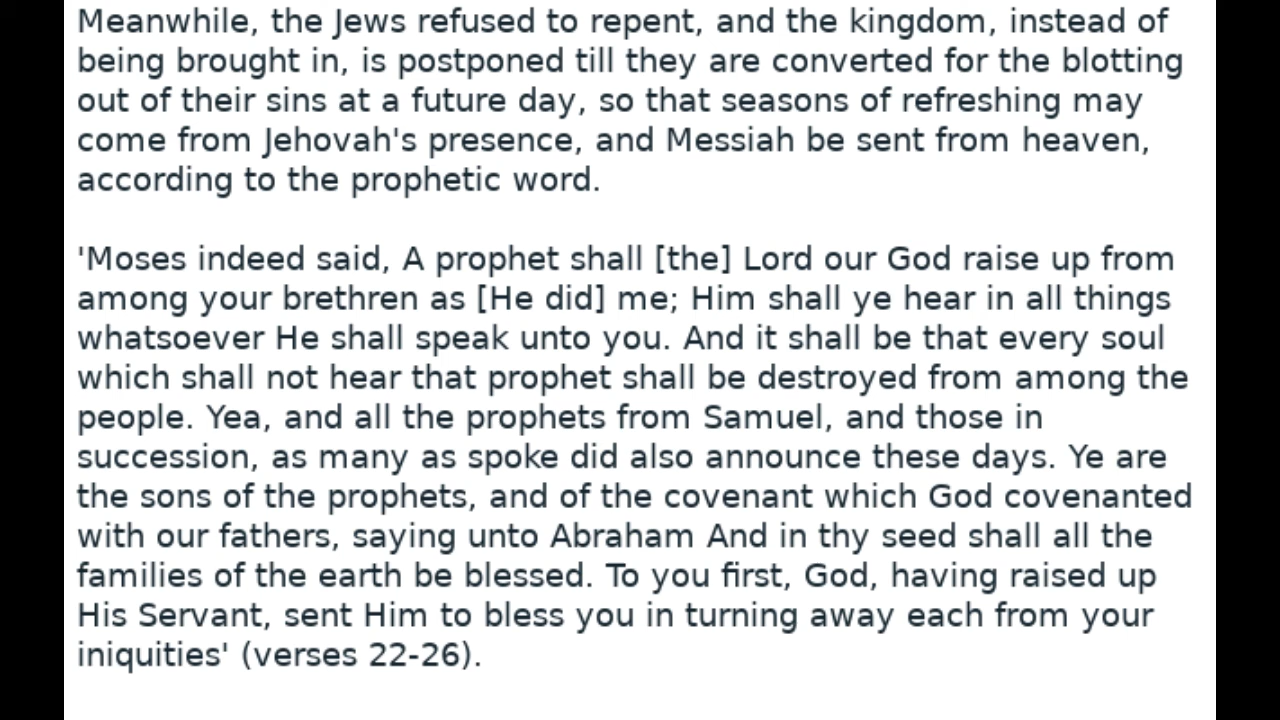 Meanwhile, the Jews refused to repent, and the kingdom, instead of
being brought in, is postponed till they are converted for the blotting
out of their sins at a future day, so that seasons of refreshing may
come from Jehovah's presence, and Messiah be sent from heaven,
according to the prophetic word.
'Moses indeed said, A prophet shall [the] Lord our God raise up from
among your brethren as [He did] me; Him shall ye hear in all things
whatsoever He shall speak unto you. And it shall be that every soul
which shall not hear that prophet shall be destroyed from among the
people. Yea, and all the prophets from Samuel, and those in
succession, as many as spoke did also announce these days. Ye are
the sons of the prophets, and of the covenant which God covenanted
with our fathers, saying unto Abraham And in thy seed shall all the
families of the earth be blessed. To you first, God, having raised up
His Servant, sent Him to bless you in turning away each from your
iniquities' (verses 22-26).